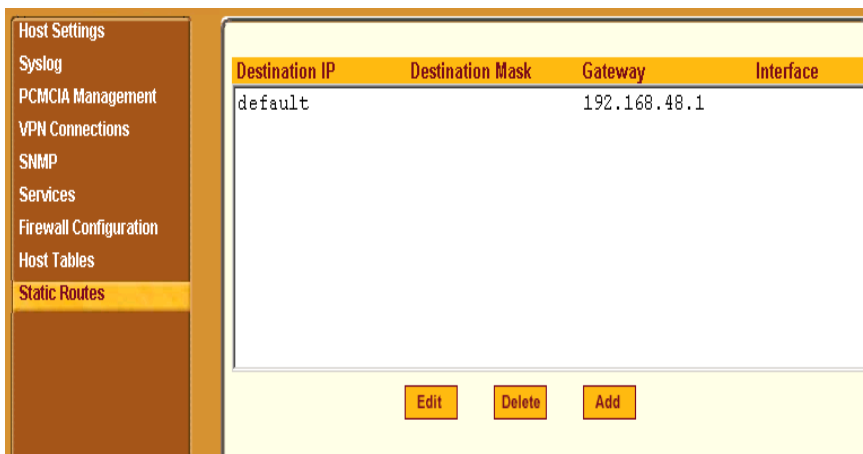 Host Settings
Syslog
PCMCIA Management
VPN Connections
SNMP
Services
Firewall Configuration
Host Tables
Static Routes
Destination IP Destination Mask Gateway Interface
default 192.168.48.1
Edit Delete Add